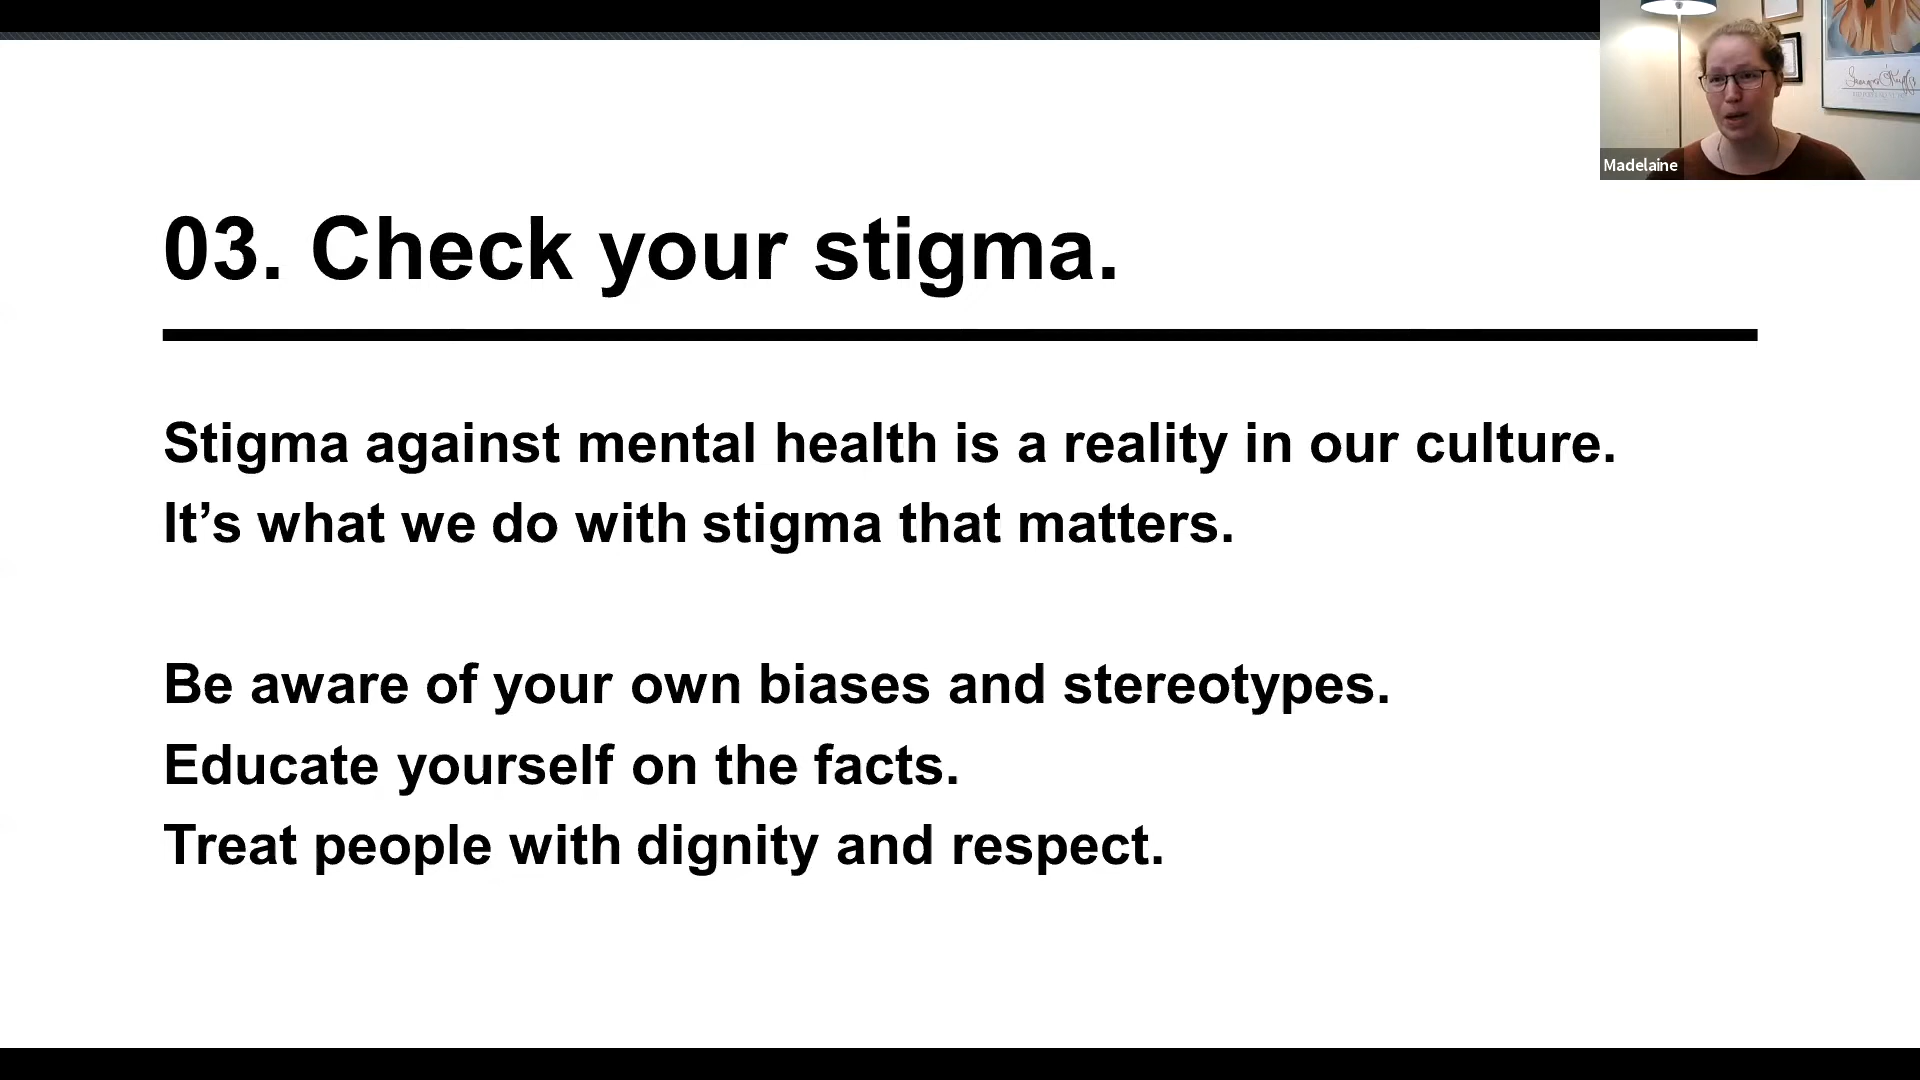 Madelaine
03. Check your stigma.
Stigma against mental health is a reality in our culture.
It’s what we do with stigma that matters.
Be aware of your own biases and stereotypes.
Educate yourself on the facts.
Treat people with dignity and respect.